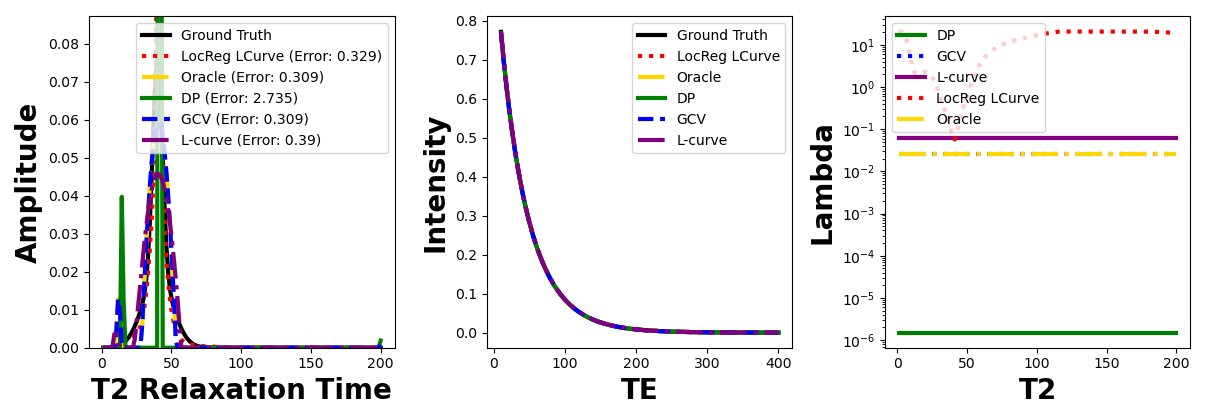 Amplitude
0.08
0.07
0.06
0.05
0.04
0.03
0.02
0.01
0.00
Ground Truth
LocReg LCurve (Error: 0.329)
Oracle (Error: 0.309)
DP (Error: 2.735)
GCV (Error: 0.309)
L-curve (Error: 0.39)
0 50 100 150 200
T2 Relaxation Time
Intensity
0.8
0.7
0.6
0.5
0.4
0.3
0.2
0.1
0.0
Ground Truth
LocReg LCurve
Oracle
DP
GCV
L-curve
0 100 200 300 400
TE
Lambda
10¹
10⁰
10⁻¹
10⁻²
10⁻³
10⁻⁴
10⁻⁵
10⁻⁶
DP
GCV
L-curve
LocReg LCurve
Oracle
0 50 100 150 200
T2